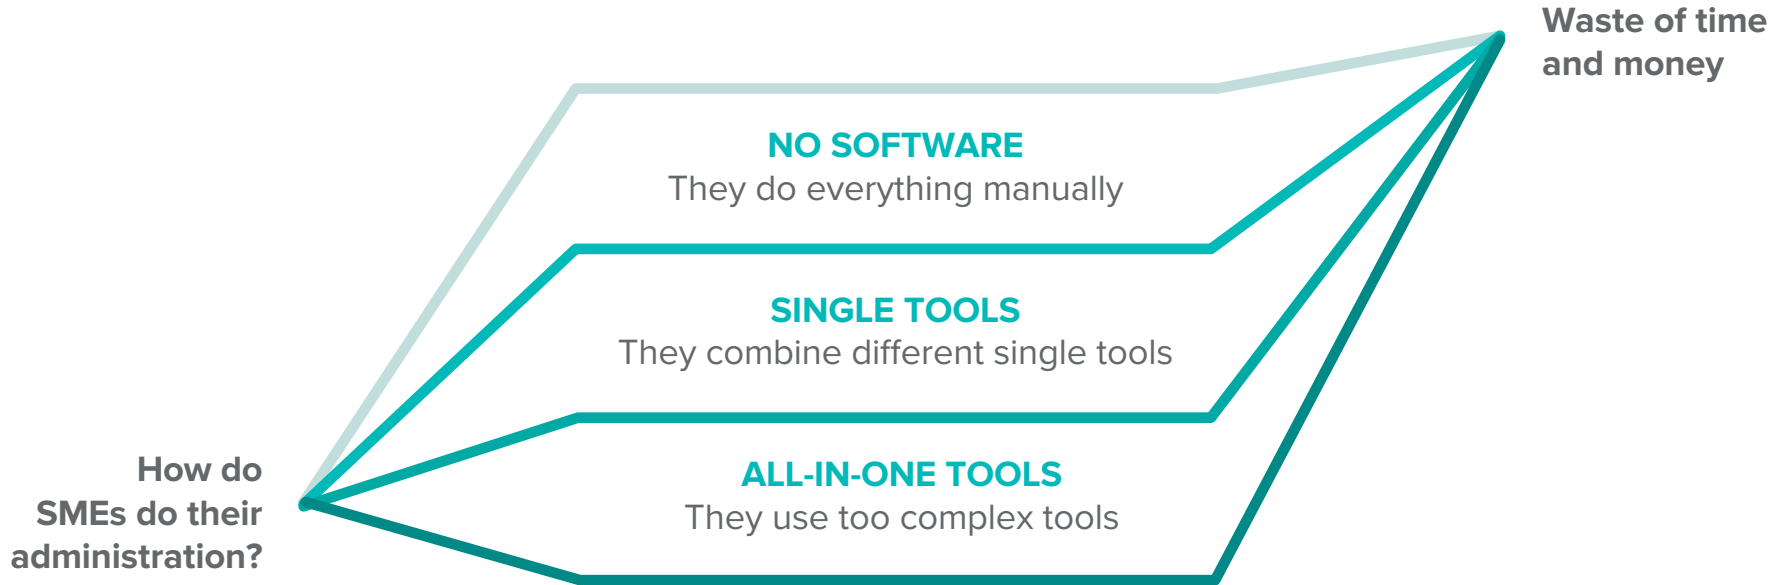 Waste of time
and money
NO SOFTWARE
They do everything manually
SINGLE TOOLS
They combine different single tools
ALL-IN-ONE TOOLS
They use too complex tools
How do
SMEs do their
administration?